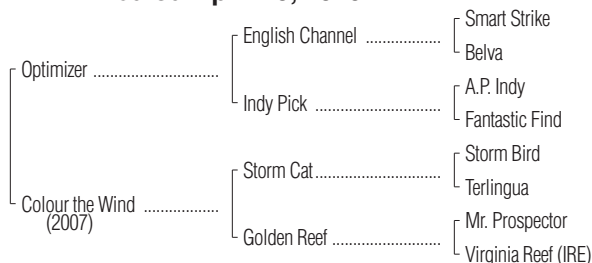 Smart Strike
English Channel ....................
Belva
Optimizer .................................
A.P. Indy
Indy Pick .................................
Fantastic Find
Storm Bird
Storm Cat.................................
Terlingua
Colour the Wind ....................
(2007)
Mr. Prospector
Golden Reef .............................
Virginia Reef (IRE)